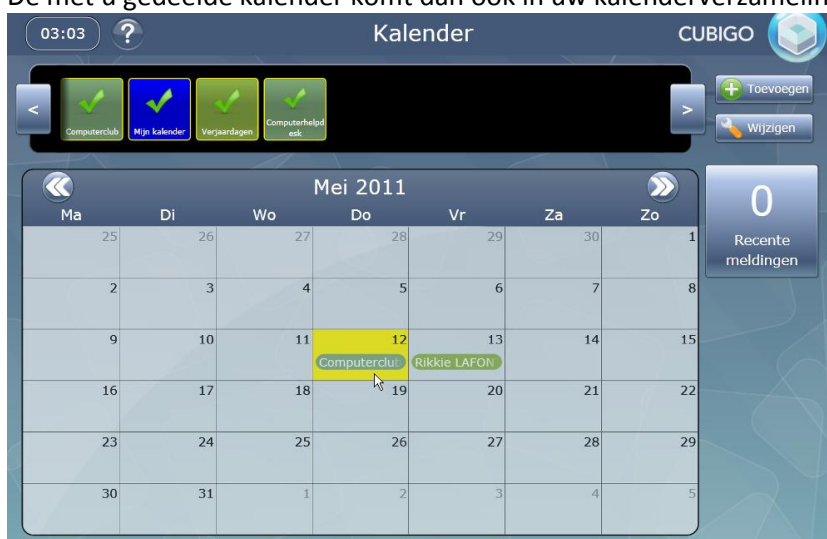 De met u gedeelde kalender komt dan ook in uw kalenderverzameling
03:03 ? Kalender CUBIGO
< Computerclub Mijn kalender Verjaardagen Computerhelpd >
esk
Toevoegen
Wijzigen
Mei 2011
Ma Di Wo Do Vr Za Zo
25 26 27 28 29 30 1
2 3 4 5 6 7 8
9 10 11 12 13 14 15
Computerclub Rikkie LAFON
16 17 18 19 20 21 22
23 24 25 26 27 28 29
30 31 1 2 3 4 5
0
Recente
meldingen